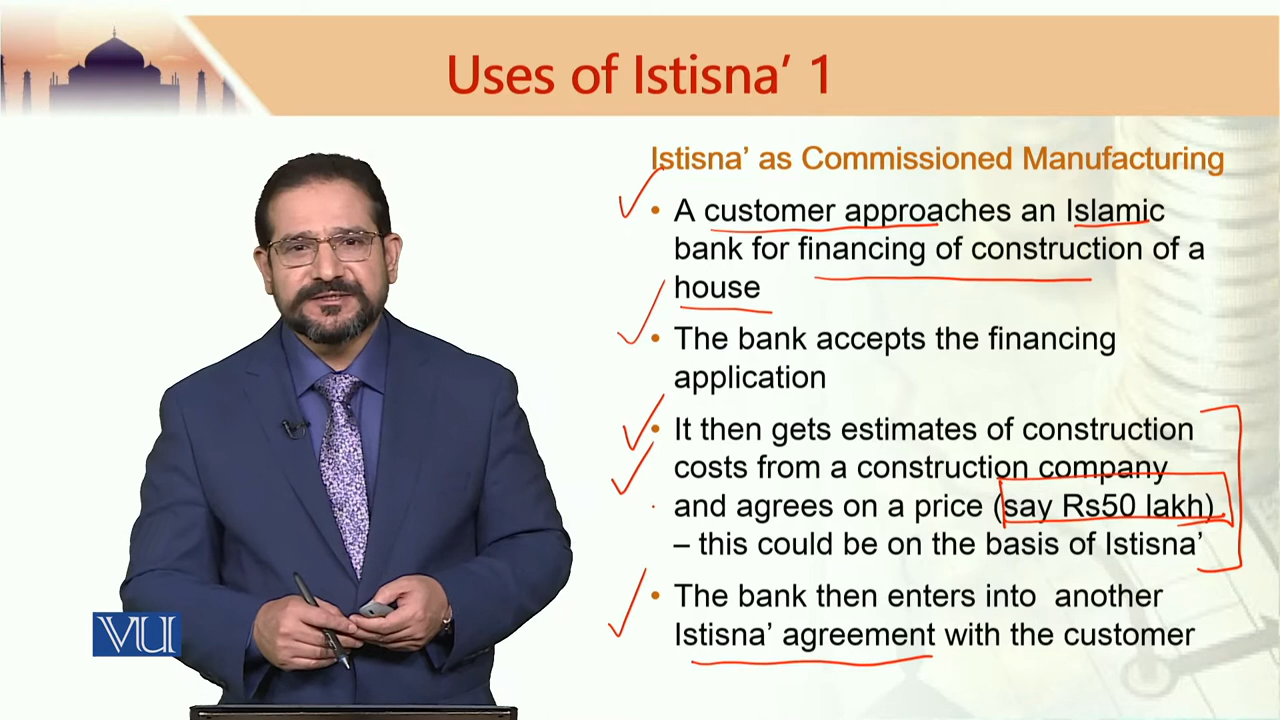 Uses of Istisna’ 1
Istisna’ as Commissioned Manufacturing
• A customer approaches an Islamic
bank for financing of construction of a
house
• The bank accepts the financing
application
• It then gets estimates of construction
costs from a construction company
and agrees on a price (say Rs50 lakh)
– this could be on the basis of Istisna’
• The bank then enters into another
Istisna’ agreement with the customer
VU